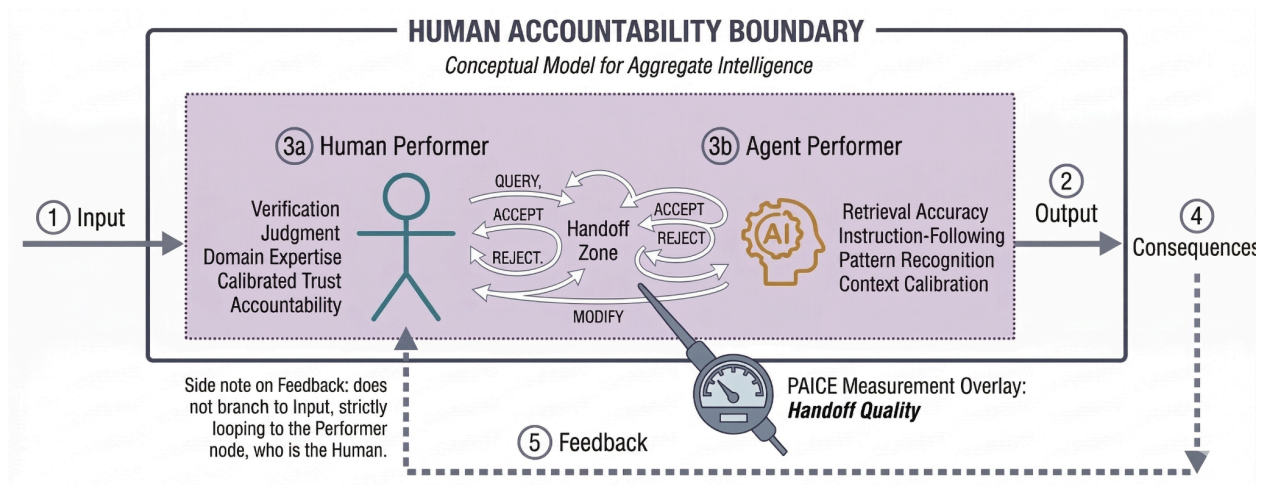 HUMAN ACCOUNTABILITY BOUNDARY
Conceptual Model for Aggregate Intelligence
1 Input
3a Human Performer
Verification
Judgment
Domain Expertise
Calibrated Trust
Accountability
QUERY,
ACCEPT
REJECT.
Handoff
Zone
ACCEPT
REJECT
MODIFY
3b Agent Performer
AI
Retrieval Accuracy
Instruction-Following
Pattern Recognition
Context Calibration
2
Output
4
Consequences
Side note on Feedback: does
not branch to Input, strictly
looping to the Performer
node, who is the Human.
5 Feedback
PAICE Measurement Overlay:
Handoff Quality